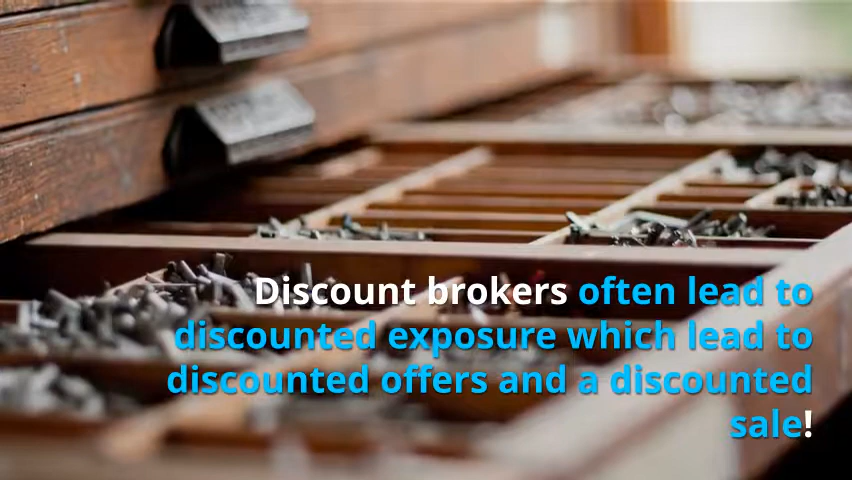 Discount brokers often lead to
discounted exposure which lead to
discounted offers and a discounted
sale!